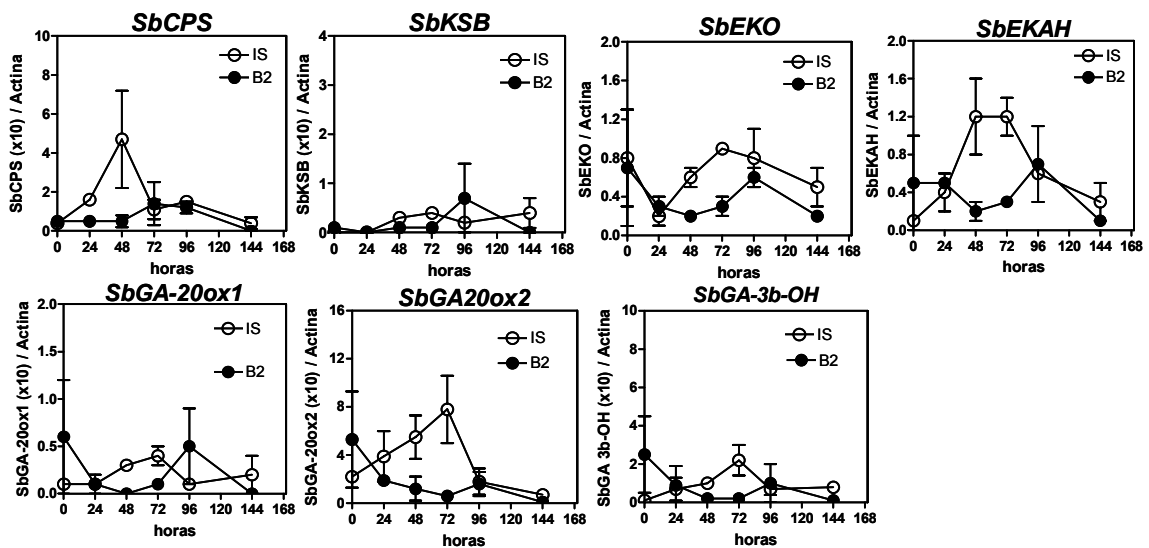 SbCPS
SbCPS (x10) / Actina
10
8
6
4
2
0
IS
B2
0 24 48 72 96 120 144 168
horas
SbKSB
SbKSB (x10) / Actina
4
3
2
1
0
IS
B2
0 24 48 72 96 120 144 168
horas
SbEKO
SbEKO / Actina
2.0
1.6
1.2
0.8
0.4
0.0
IS
B2
0 24 48 72 96 120 144 168
horas
SbEKAH
SbEKAH / Actina
2.0
1.6
1.2
0.8
0.4
0.0
IS
B2
0 24 48 72 96 120 144 168
horas
SbGA-20ox1
SbGA-20ox1 (x10) / Actina
2.0
1.5
1.0
0.5
0.0
IS
B2
0 24 48 72 96 120 144 168
horas
SbGA20ox2
SbGA-20ox2 (x10) / Actina
16
12
8
4
0
IS
B2
0 24 48 72 96 120 144 168
horas
SbGA-3b-OH
SbGA 3b-OH (x10) / Actina
10
8
6
4
2
0
IS
B2
0 24 48 72 96 120 144 168
horas